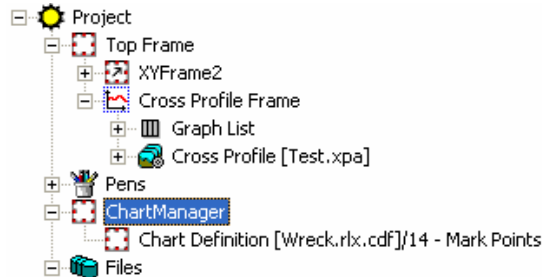 Project
Top Frame
XYFrame2
Cross Profile Frame
Graph List
Cross Profile [Test.xpa]
Pens
ChartManager
Chart Definition [Wreck.rlx.cdf]/14 - Mark Points
Files